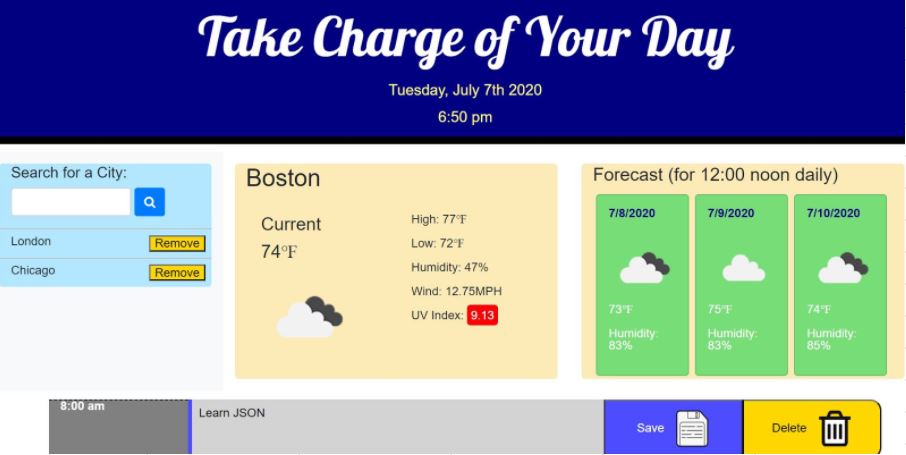 Take Charge of Your Day
Tuesday, July 7th 2020
6:50 pm
Search for a City:
London
Remove
Chicago
Remove
Boston
Current
74°F
High: 77°F
Low: 72°F
Humidity: 47%
Wind: 12.75MPH
UV Index: 9.13
Forecast (for 12:00 noon daily)
7/8/2020
73°F
Humidity:
83%
7/9/2020
75°F
Humidity:
83%
7/10/2020
74°F
Humidity:
85%
8:00 am
Learn JSON
Save
Delete